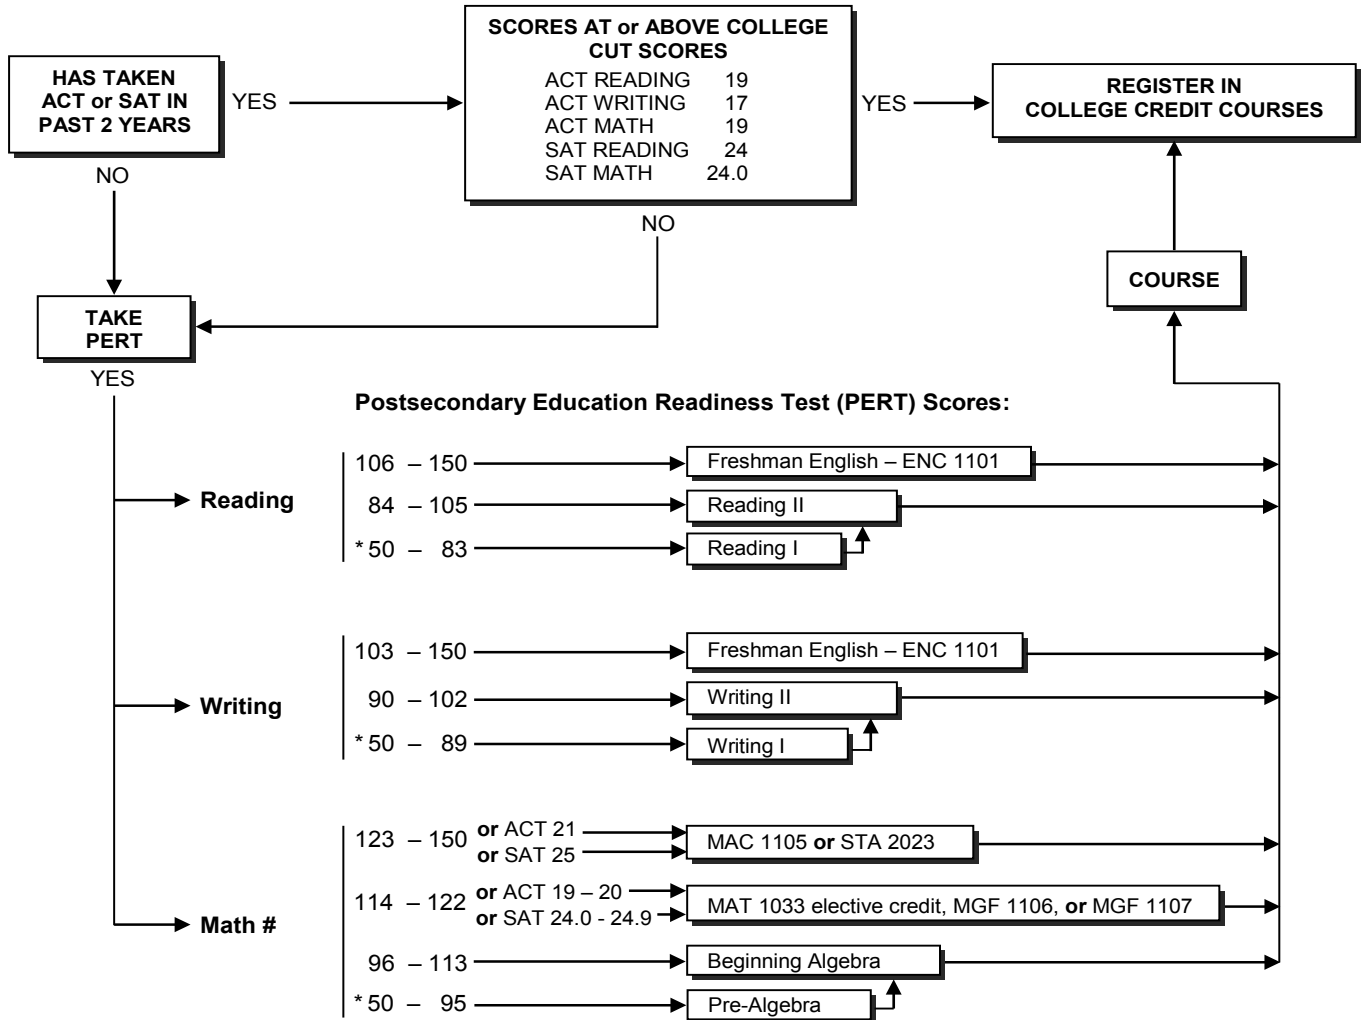 HAS TAKEN
ACT or SAT IN
PAST 2 YEARS
YES
SCORES AT or ABOVE COLLEGE
CUT SCORES
ACT READING 19
ACT WRITING 17
ACT MATH 19
SAT READING 24
SAT MATH 24.0
YES
REGISTER IN
COLLEGE CREDIT COURSES
NO
NO
COURSE
TAKE
PERT
YES
Postsecondary Education Readiness Test (PERT) Scores:
Reading
106 – 150
Freshman English – ENC 1101
84 – 105
Reading II
*50 – 83
Reading I
Writing
103 – 150
Freshman English – ENC 1101
90 – 102
Writing II
*50 – 89
Writing I
Math #
123 – 150
or ACT 21
or SAT 25
MAC 1105 or STA 2023
114 – 122
or ACT 19 – 20
or SAT 24.0 - 24.9
MAT 1033 elective credit, MGF 1106, or MGF 1107
96 – 113
Beginning Algebra
*50 – 95
Pre-Algebra